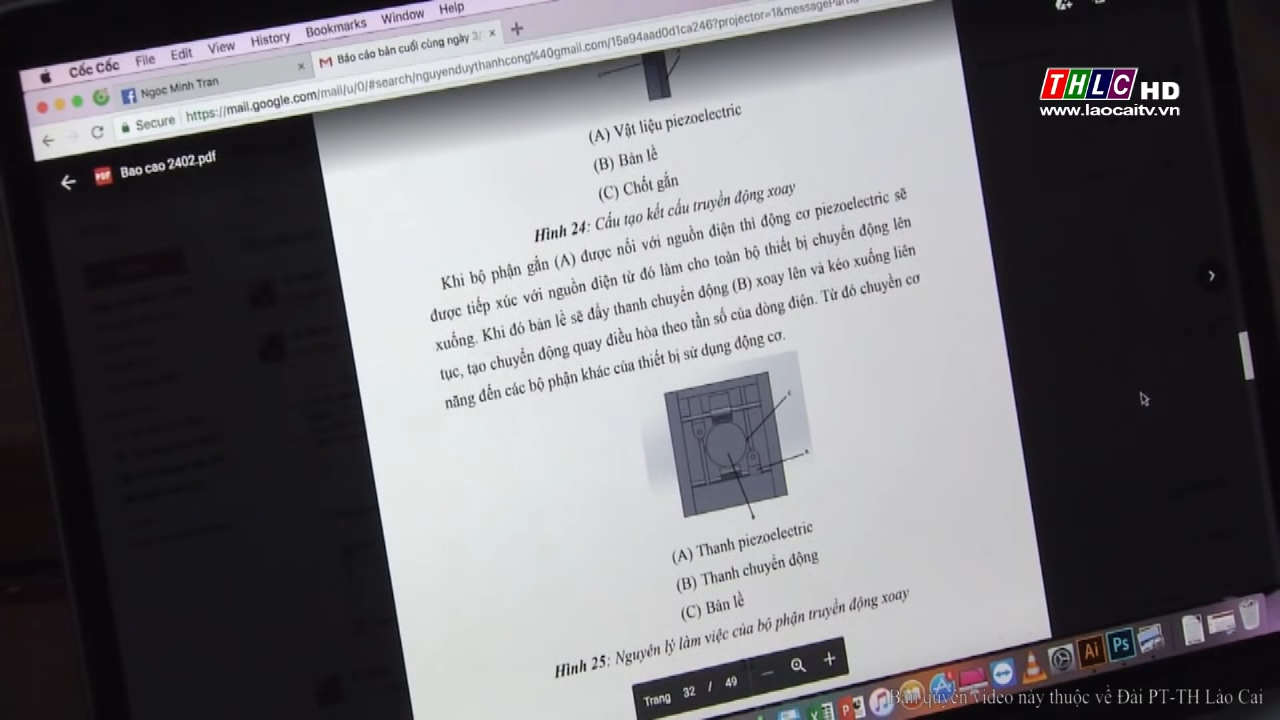 Cốc Cốc File Edit View History Bookmarks Window Help
Ngoc Minh Tran
Báo cáo bản cuối cùng ngày 3/
Secure https://mail.google.com/mail/u/0/#search/nguyenduythanhcong%40gmail.com/15a94aad0d1ca246?projector=1&messagePartId
PDF Bao cao 2402.pdf
THLC HD
www.laocaitv.vn
(A) Vật liệu piezoelectric
(B) Bản lề
(C) Chốt gắn
Hình 24: Cấu tạo kết cấu truyền động xoay
Khi bộ phận gắn (A) được nối với nguồn điện thì động cơ piezoelectric sẽ
được tiếp xúc với nguồn điện từ đó làm cho toàn bộ thiết bị chuyển động lên
xuống. Khi đó bản lề sẽ đẩy thanh chuyển động (B) xoay lên và kéo xuống liên
tục, tạo chuyển động quay điều hòa theo tần số của dòng điện. Từ đó chuyển cơ
năng đến các bộ phận khác của thiết bị sử dụng động cơ.
(A) Thanh piezoelectric
(B) Thanh chuyển động
(C) Bản lề
Hình 25: Nguyên lý làm việc của bộ phận truyền động xoay
Trang 32 / 49
Ai
Ps
Bản quyền video này thuộc về Đài PT-TH Lào Cai